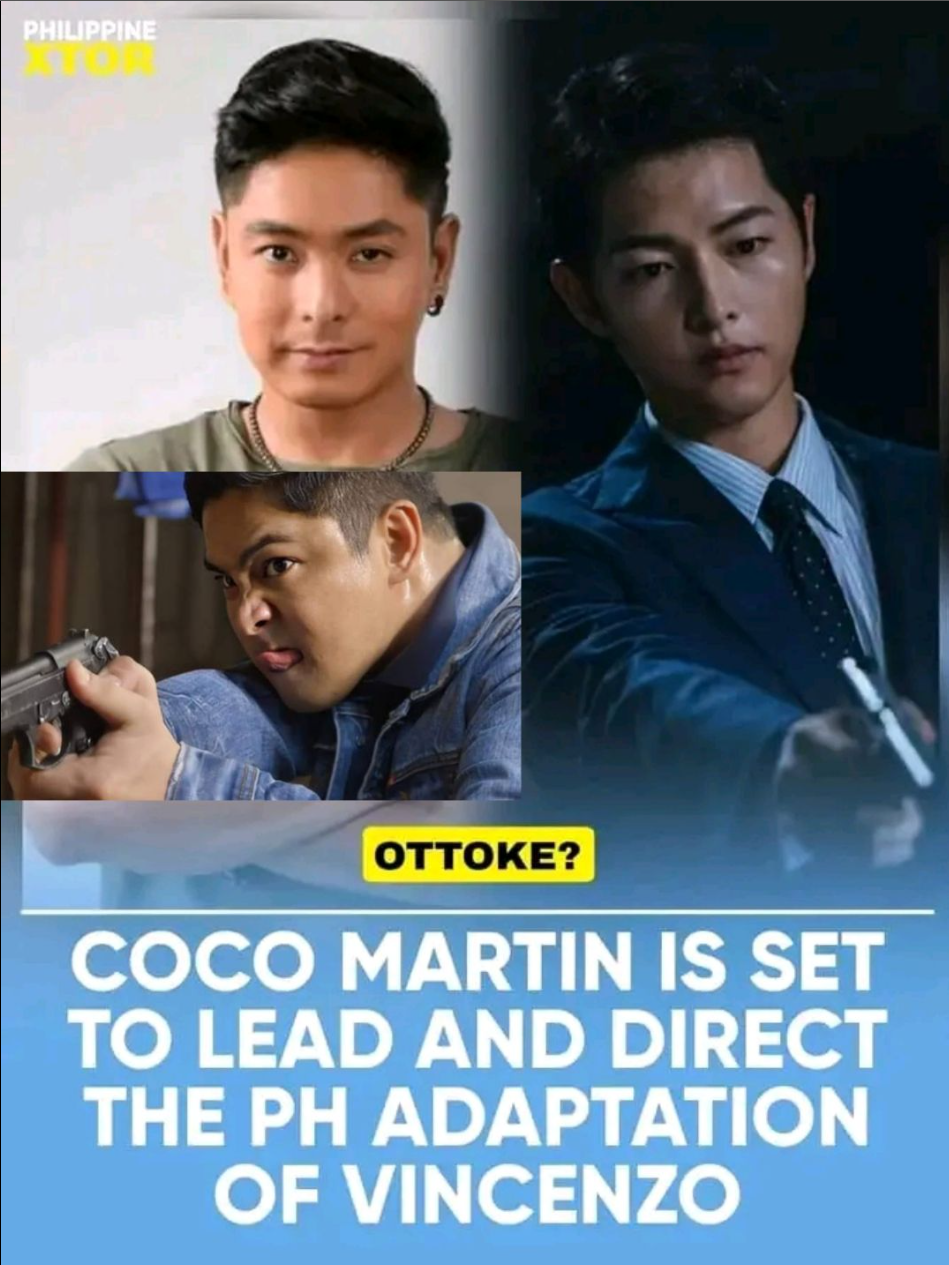 PHILIPPINE
XTOR
OTTOKE?
COCO MARTIN IS SET
TO LEAD AND DIRECT
THE PH ADAPTATION
OF VINCENZO